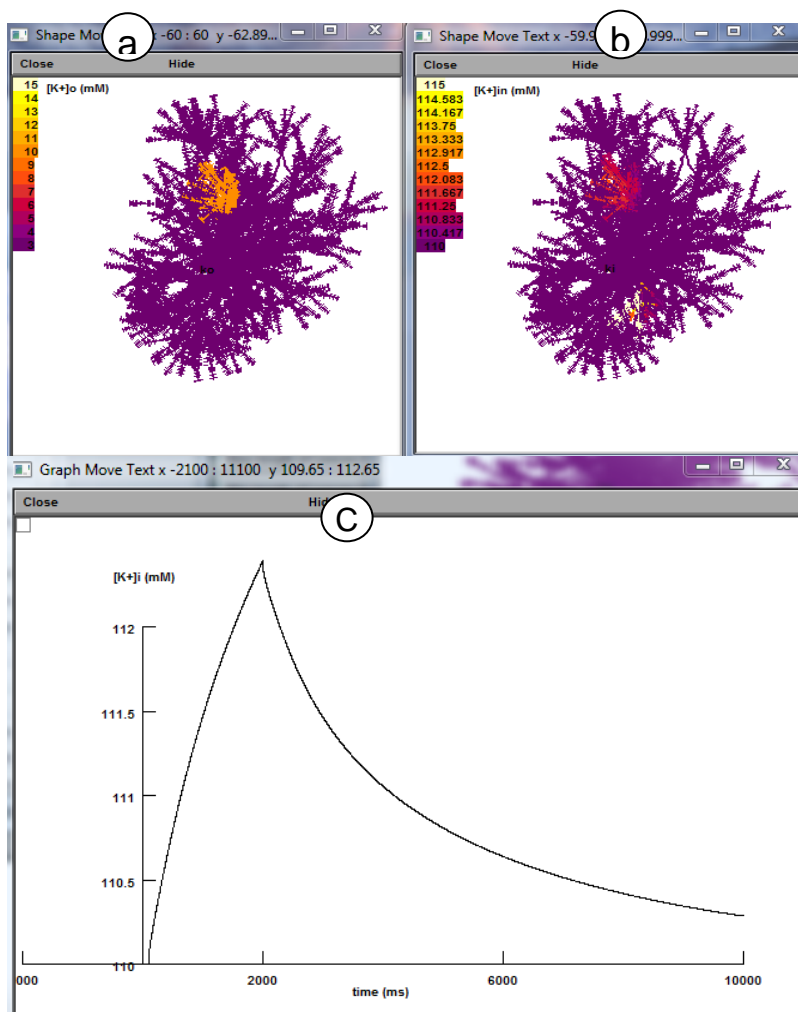 Shape Mo
a
x -60 : 60 y -62.89...
Close
Hide
15
14
13
12
11
10
9
8
7
6
5
4
3
[K+]o (mM)
ko
Shape Move Text x -59.9
b
.999...
Close
Hide
115
114.583
114.167
113.75
113.333
112.917
112.5
112.083
111.667
111.25
110.833
110.417
110
[K+]in (mM)
ki
Graph Move Text x -2100 : 11100 y 109.65 : 112.65
Close
Hid
C
[K+]i (mM)
112
111.5
111
110.5
110
000
2000
6000
10000
time (ms)